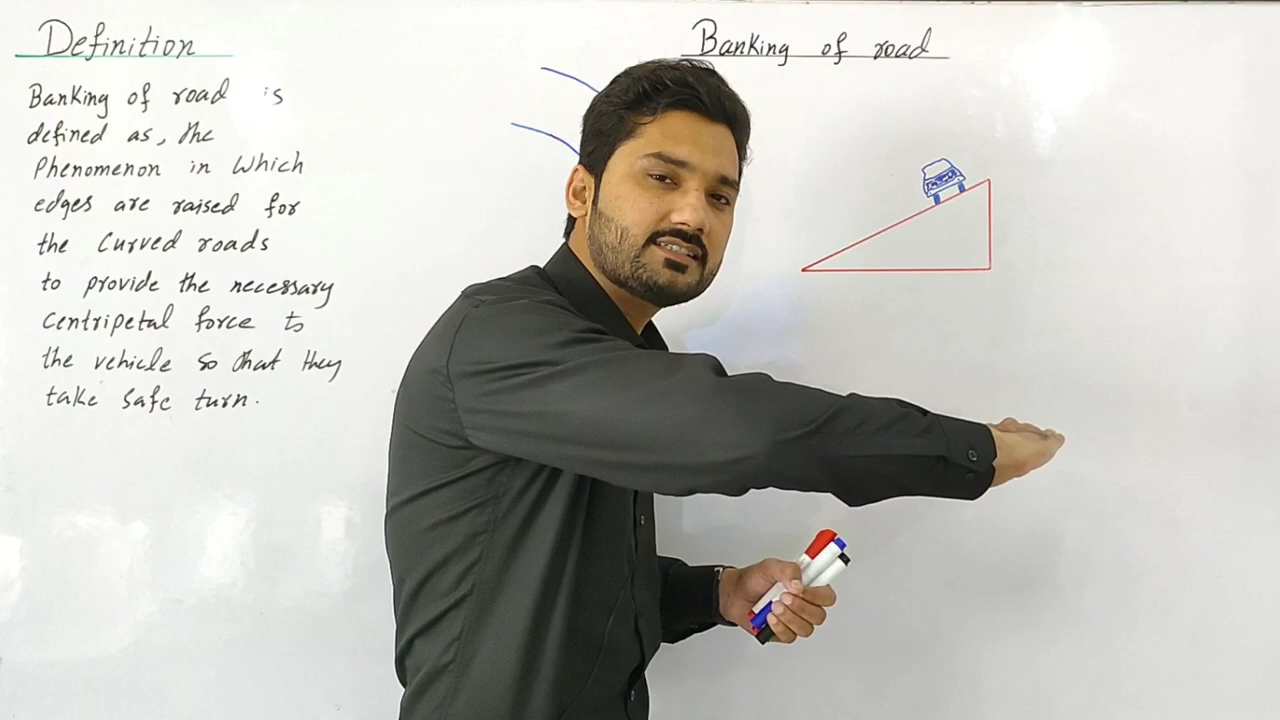 Definition
Banking of road is
defined as, the
Phenomenon in which
edges are raised for
the Curved roads
to provide the necessary
Centripetal force to
the vehicle so that they
take safe turn.
Banking of road